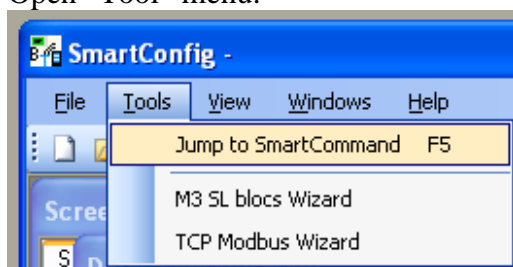 Open "Tool" menu.
SmartConfig -
File Tools View Windows Help
Jump to SmartCommand F5
M3 SL blocs Wizard
TCP Modbus Wizard